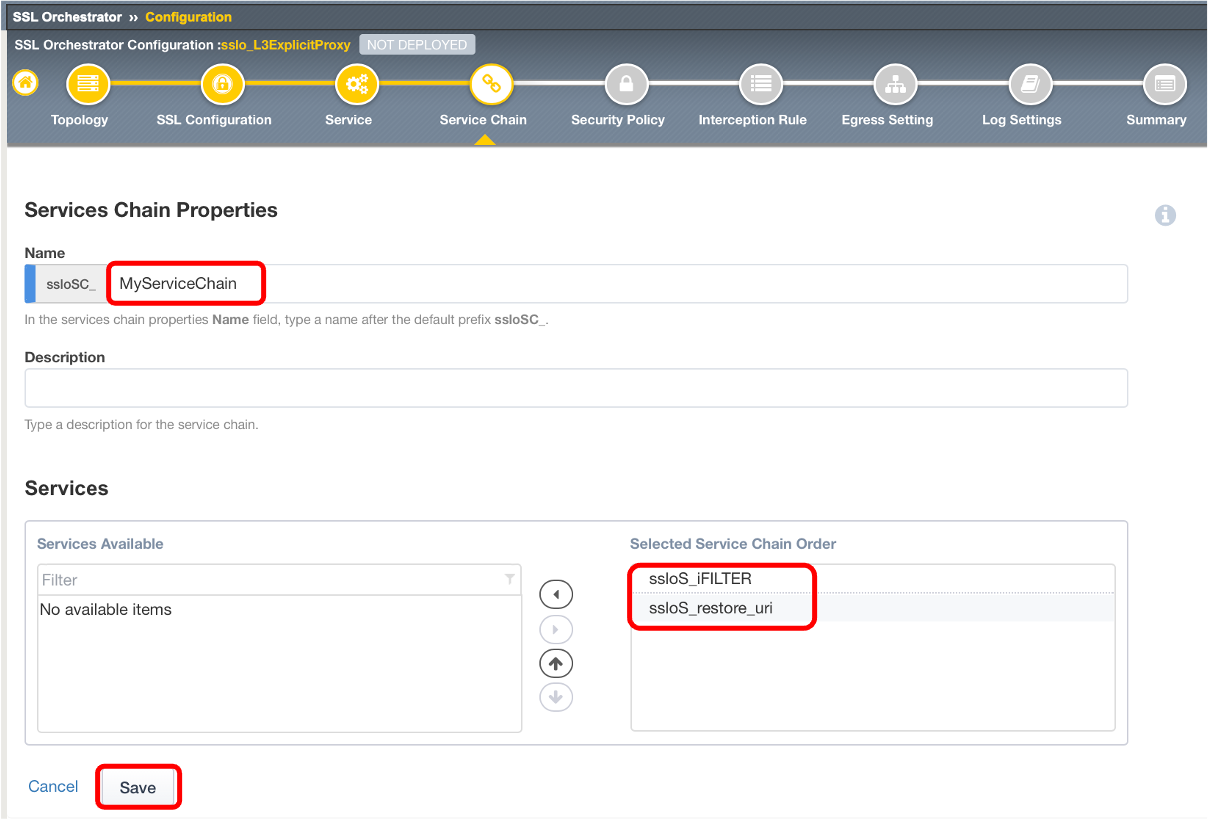 SSL Orchestrator » Configuration
SSL Orchestrator Configuration :sslo_L3ExplicitProxy NOT DEPLOYED
Topology SSL Configuration Service Service Chain Security Policy Interception Rule Egress Setting Log Settings Summary
Services Chain Properties
Name
ssloSC_ MyServiceChain
In the services chain properties Name field, type a name after the default prefix ssloSC_.
Description
Type a description for the service chain.
Services
Services Available
Filter
No available items
Selected Service Chain Order
ssloS_iFILTER
ssloS_restore_uri
Cancel Save